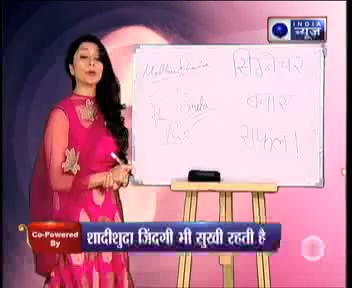 INDIA
न्यूज़
सिग्नेचर
बनाए
सफल।
Co-Powered
By
शादीशुदा जिंदगी भी सुखी रहती है